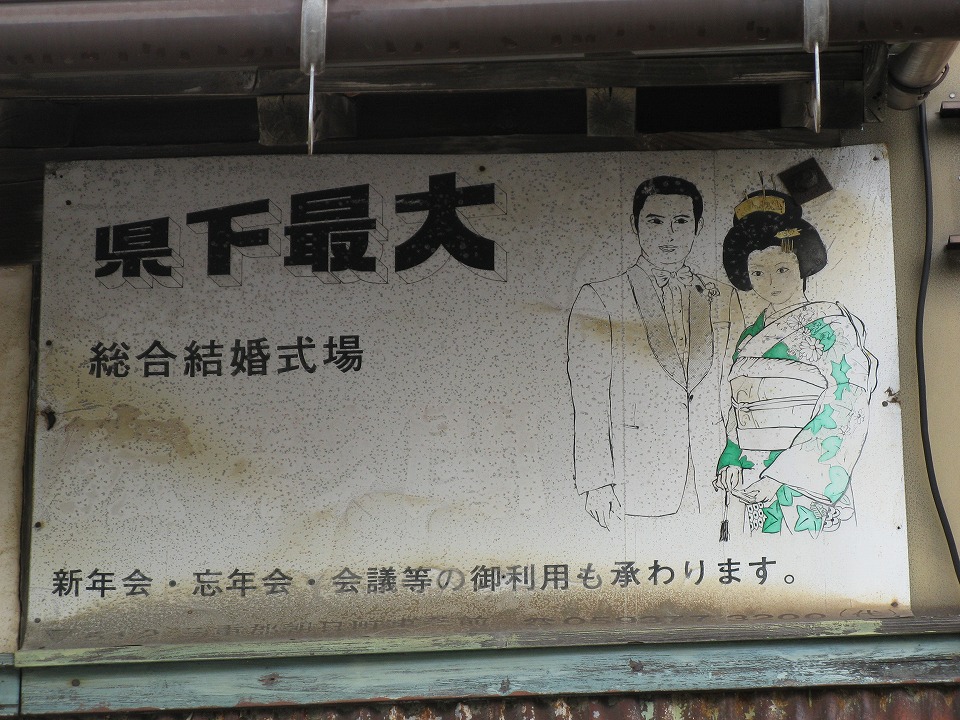 県下最大
総合結婚式場
新年会・忘年会・会議等の御利用も承わります。